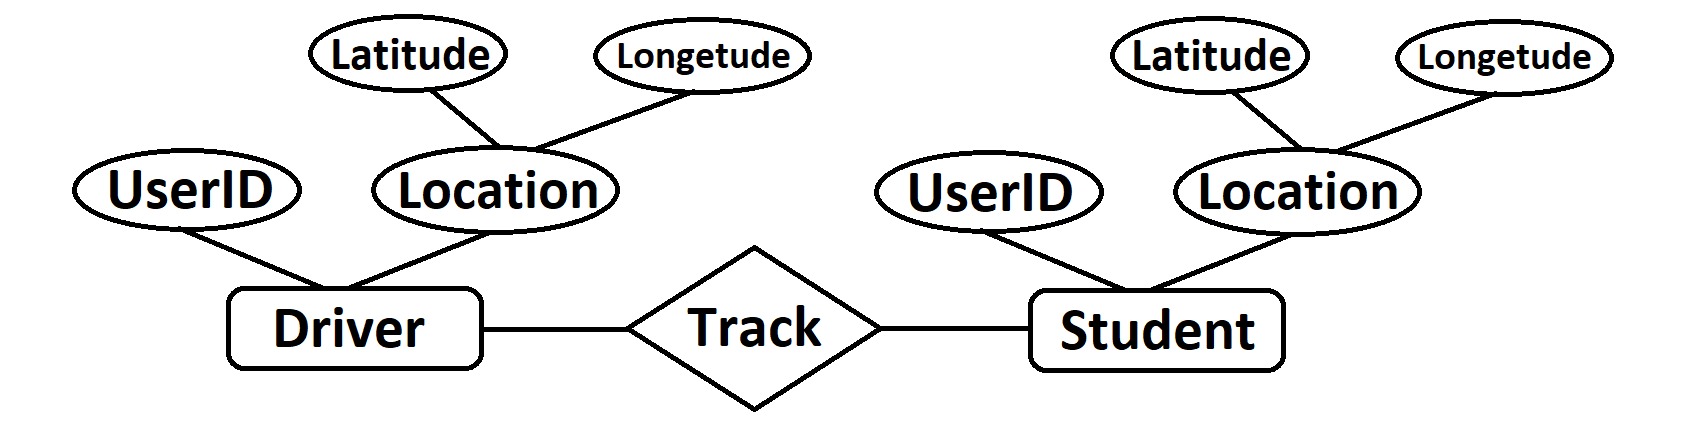 Latitude
Longetude
Latitude
Longetude
UserID
Location
UserID
Location
Driver
Track
Student